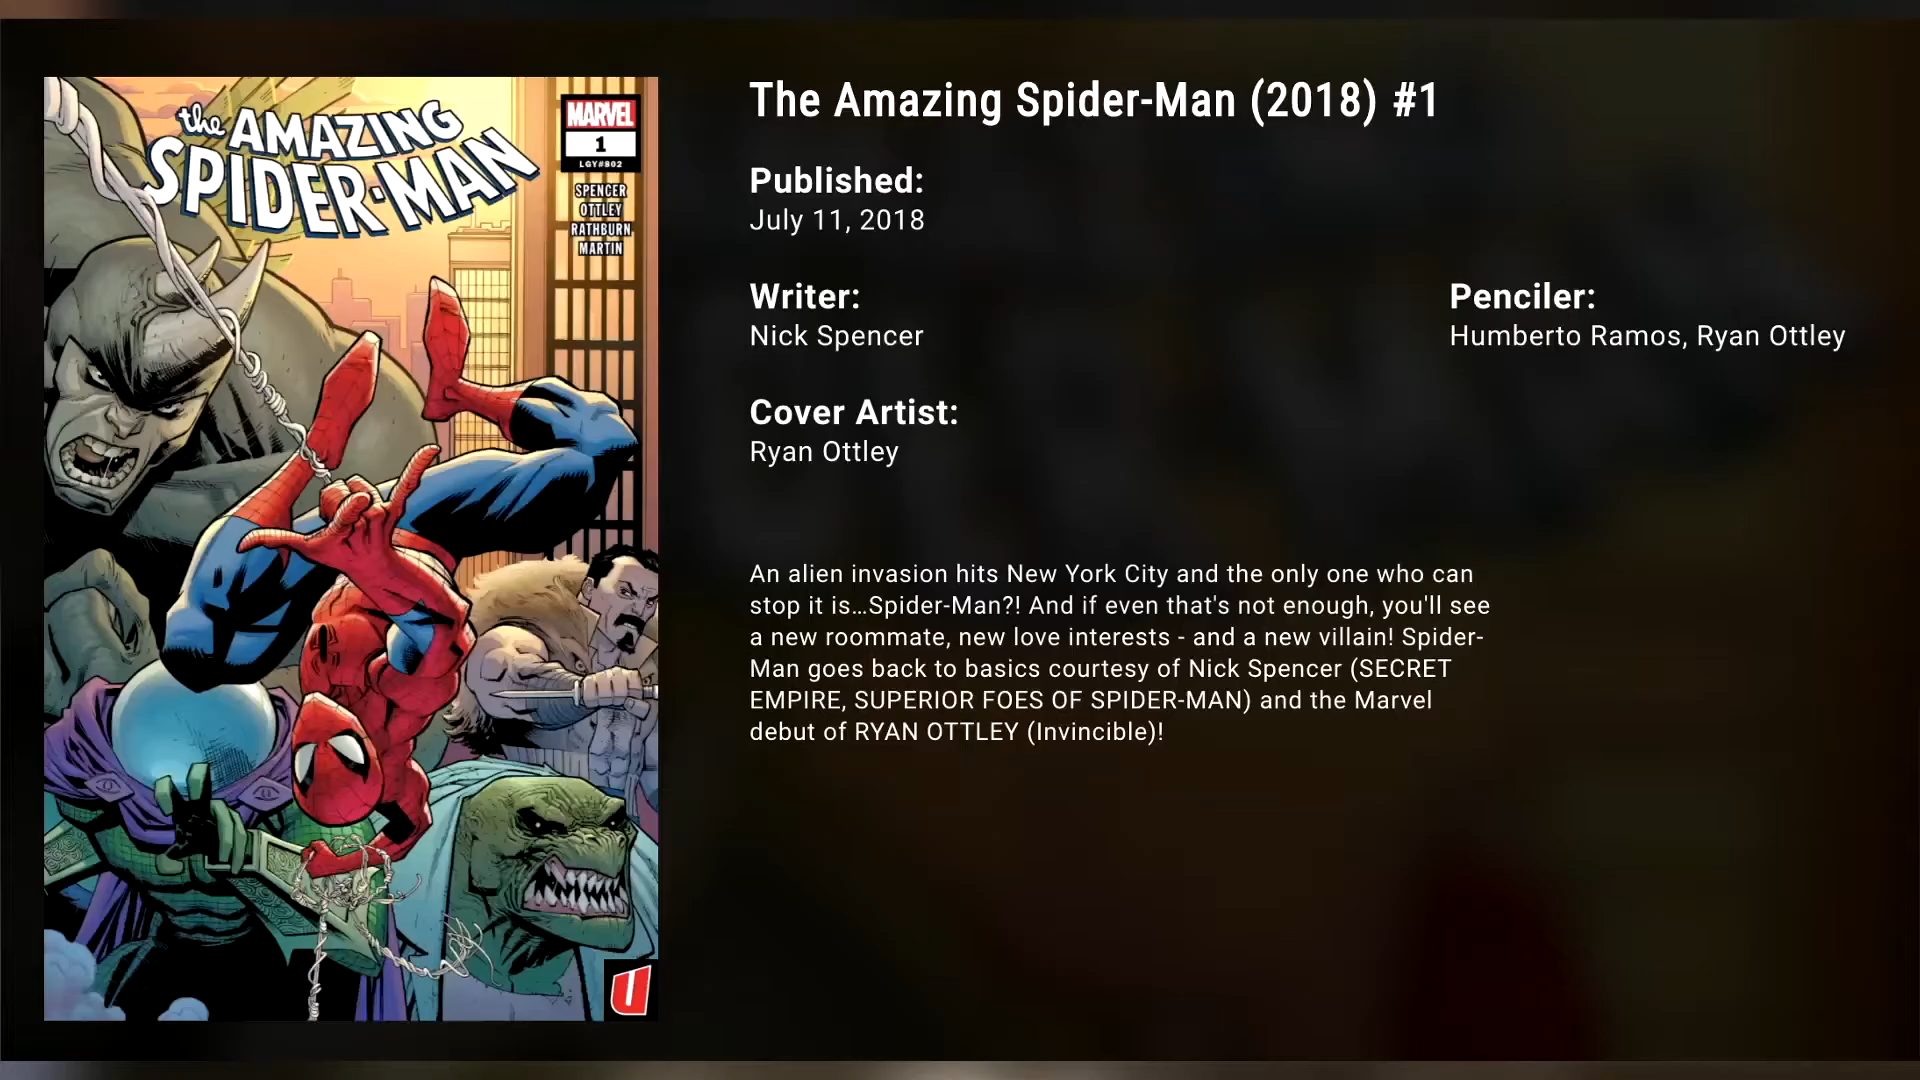 the AMAZING
SPIDER-MAN
MARVEL
1
LGY#802
SPENCER
OTTLEY
RATHBURN
MARTIN
The Amazing Spider-Man (2018) #1
Published:
July 11, 2018
Writer:
Nick Spencer
Penciler:
Humberto Ramos, Ryan Ottley
Cover Artist:
Ryan Ottley
An alien invasion hits New York City and the only one who can
stop it is…Spider-Man?! And if even that's not enough, you'll see
a new roommate, new love interests - and a new villain! Spider-
Man goes back to basics courtesy of Nick Spencer (SECRET
EMPIRE, SUPERIOR FOES OF SPIDER-MAN) and the Marvel
debut of RYAN OTTLEY (Invincible)!